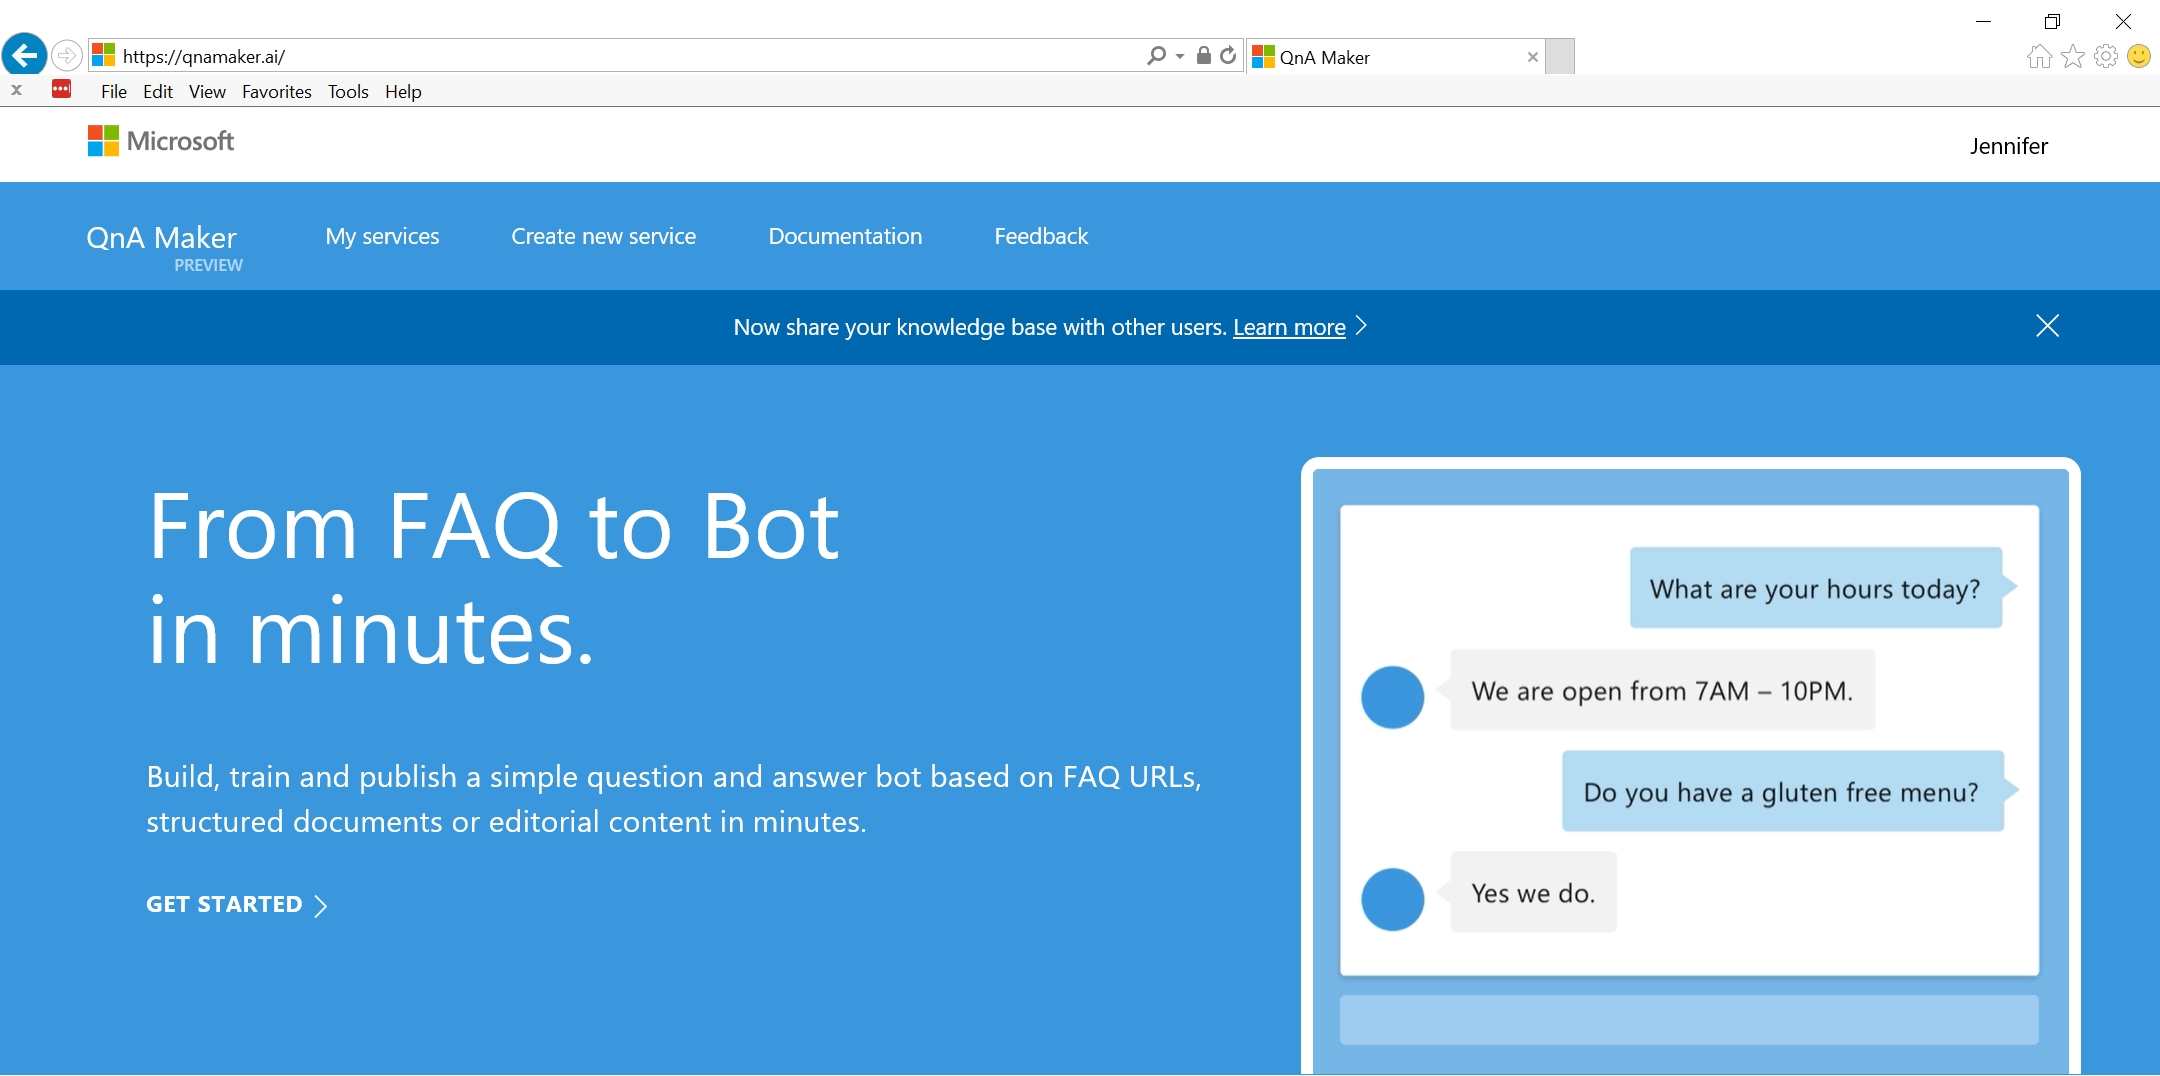 https://qnamaker.ai/
QnA Maker
File Edit View Favorites Tools Help
Microsoft
Jennifer
QnA Maker
PREVIEW
My services
Create new service
Documentation
Feedback
Now share your knowledge base with other users. Learn more
From FAQ to Bot
in minutes.
Build, train and publish a simple question and answer bot based on FAQ URLs,
structured documents or editorial content in minutes.
GET STARTED
What are your hours today?
We are open from 7AM – 10PM.
Do you have a gluten free menu?
Yes we do.